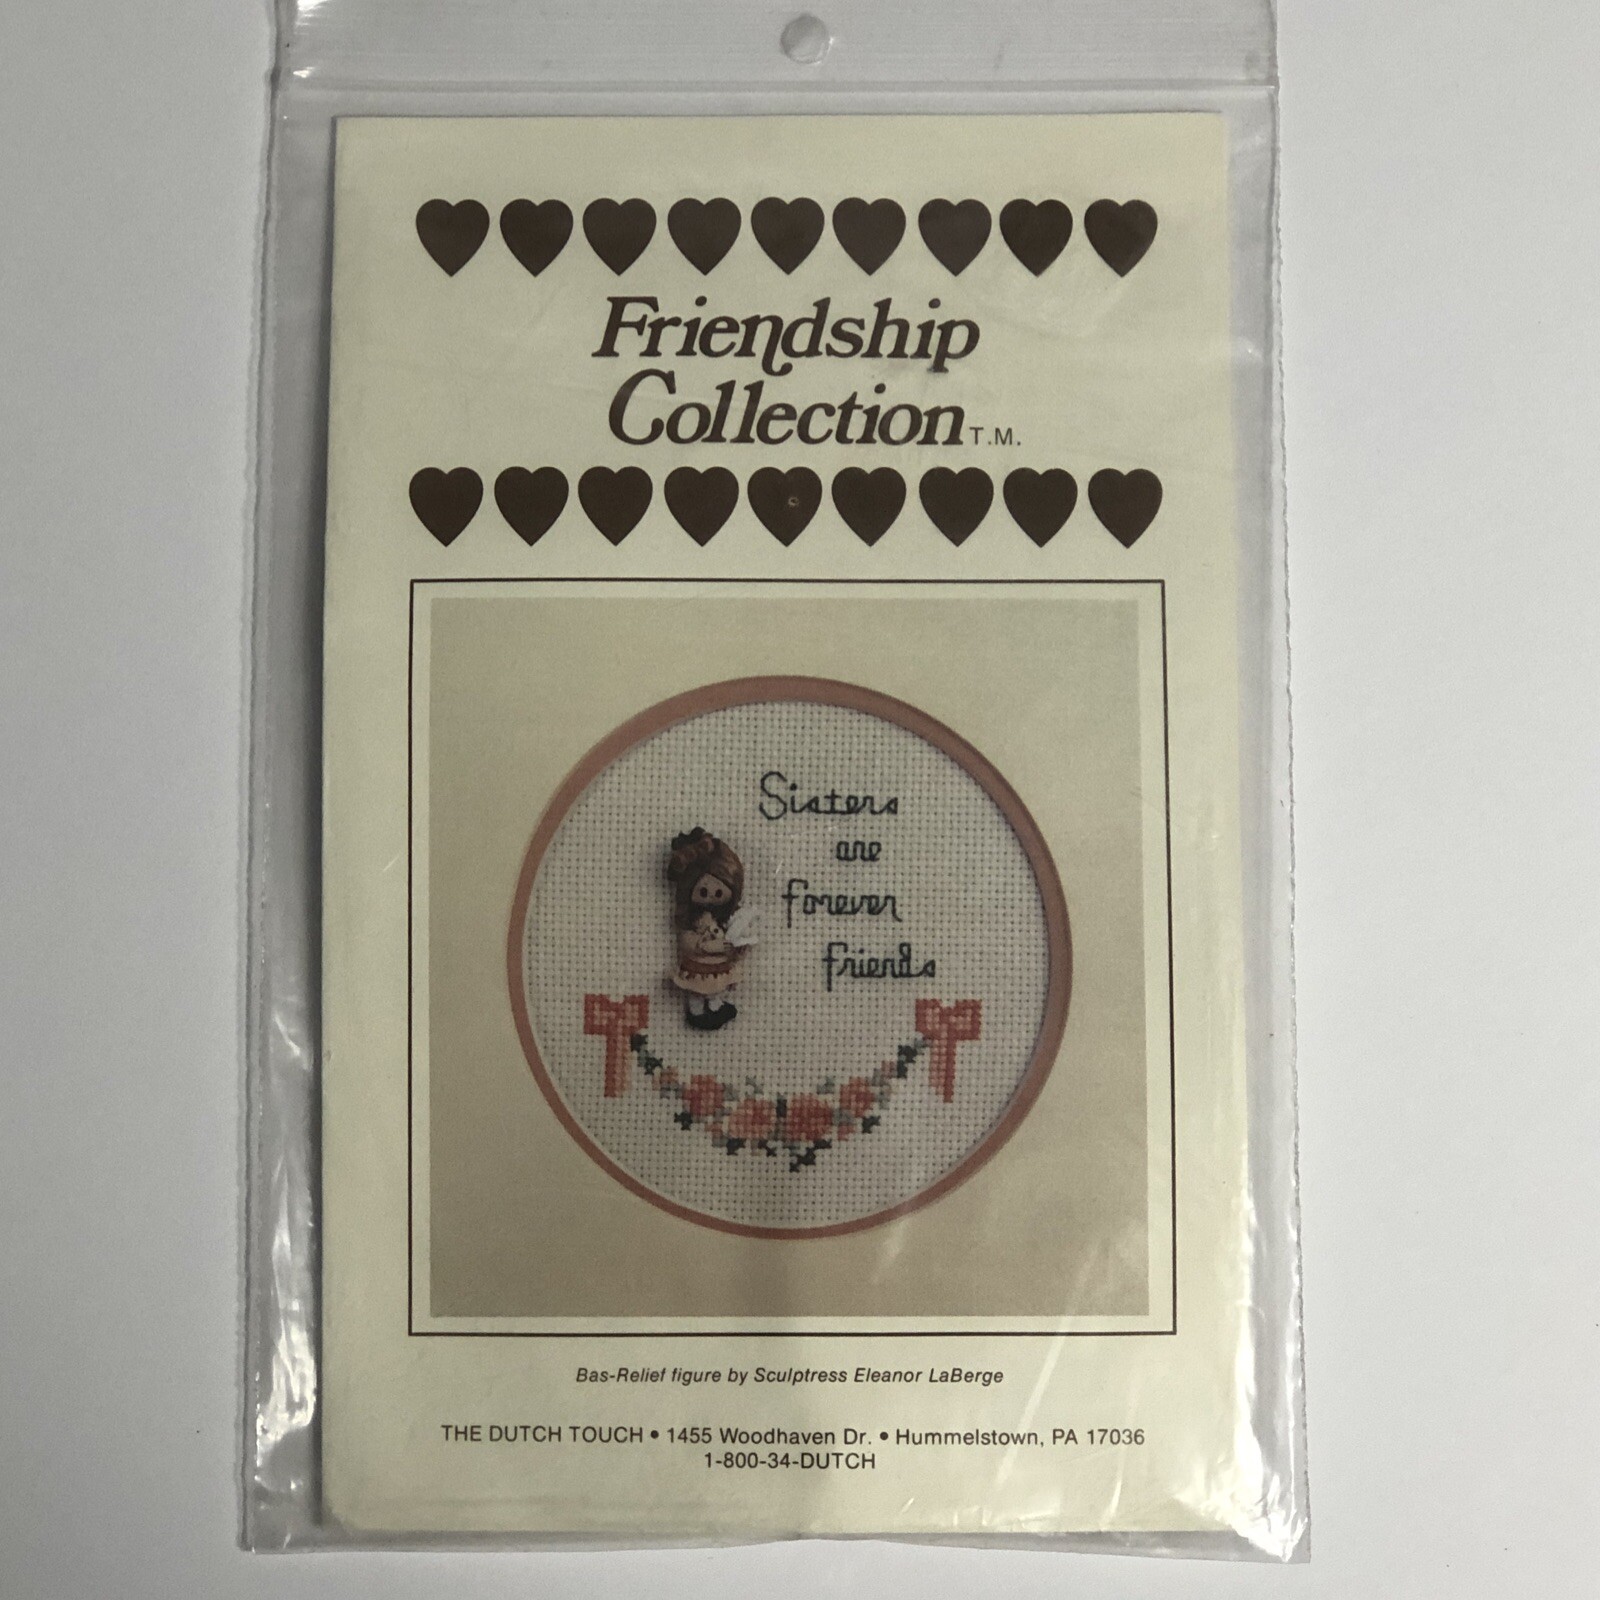 Friendship
Collection T.M.
Sisters
are
forever
friends
Bas-Relief figure by Sculptress Eleanor LaBerge
THE DUTCH TOUCH • 1455 Woodhaven Dr. • Hummelstown, PA 17036
1-800-34-DUTCH